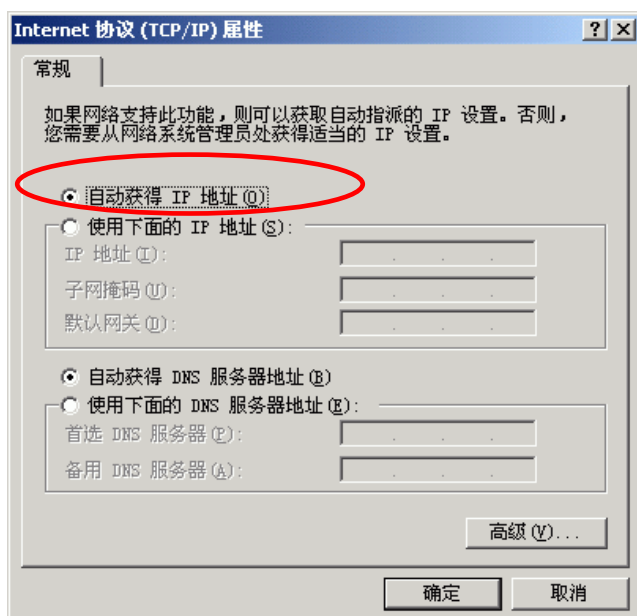 Internet 协议 (TCP/IP) 属性
常规
如果网络支持此功能，则可以获取自动指派的 IP 设置。否则，
您需要从网络系统管理员处获得适当的 IP 设置。
自动获得 IP 地址(O)
使用下面的 IP 地址(S):
IP 地址(I):
子网掩码(U):
默认网关(D):
自动获得 DNS 服务器地址(B)
使用下面的 DNS 服务器地址(E):
首选 DNS 服务器(P):
备用 DNS 服务器(A):
高级(V)...
确定
取消